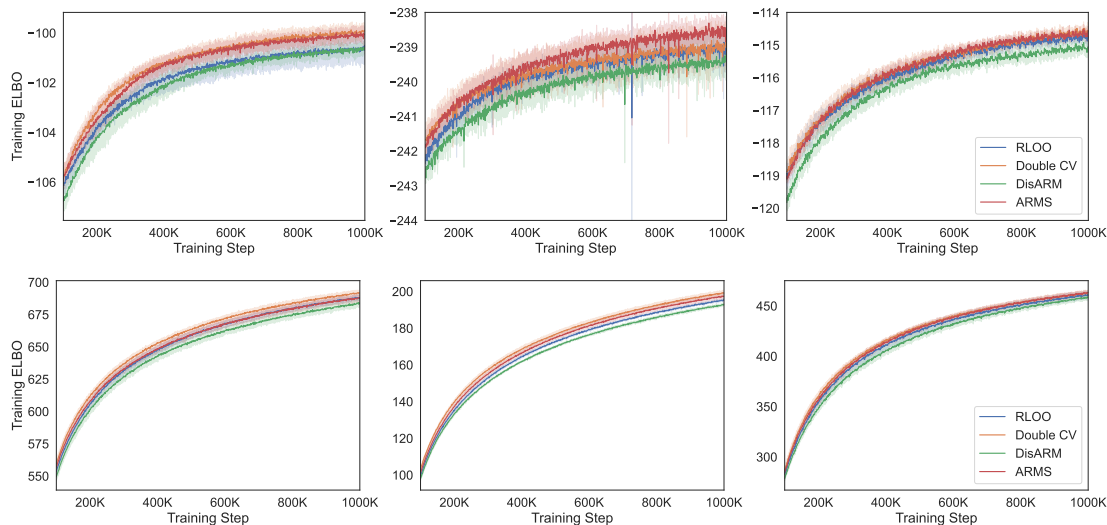 Training ELBO
−100
−102
−104
−106
200K 400K 600K 800K 1000K
Training Step
−238
−239
−240
−241
−242
−243
−244
200K 400K 600K 800K 1000K
Training Step
−114
−115
−116
−117
−118
−119
−120
RLOO
Double CV
DisARM
ARMS
200K 400K 600K 800K 1000K
Training Step
Training ELBO
700
675
650
625
600
575
550
200K 400K 600K 800K 1000K
Training Step
200
180
160
140
120
100
200K 400K 600K 800K 1000K
Training Step
450
400
350
300
RLOO
Double CV
DisARM
ARMS
200K 400K 600K 800K 1000K
Training Step